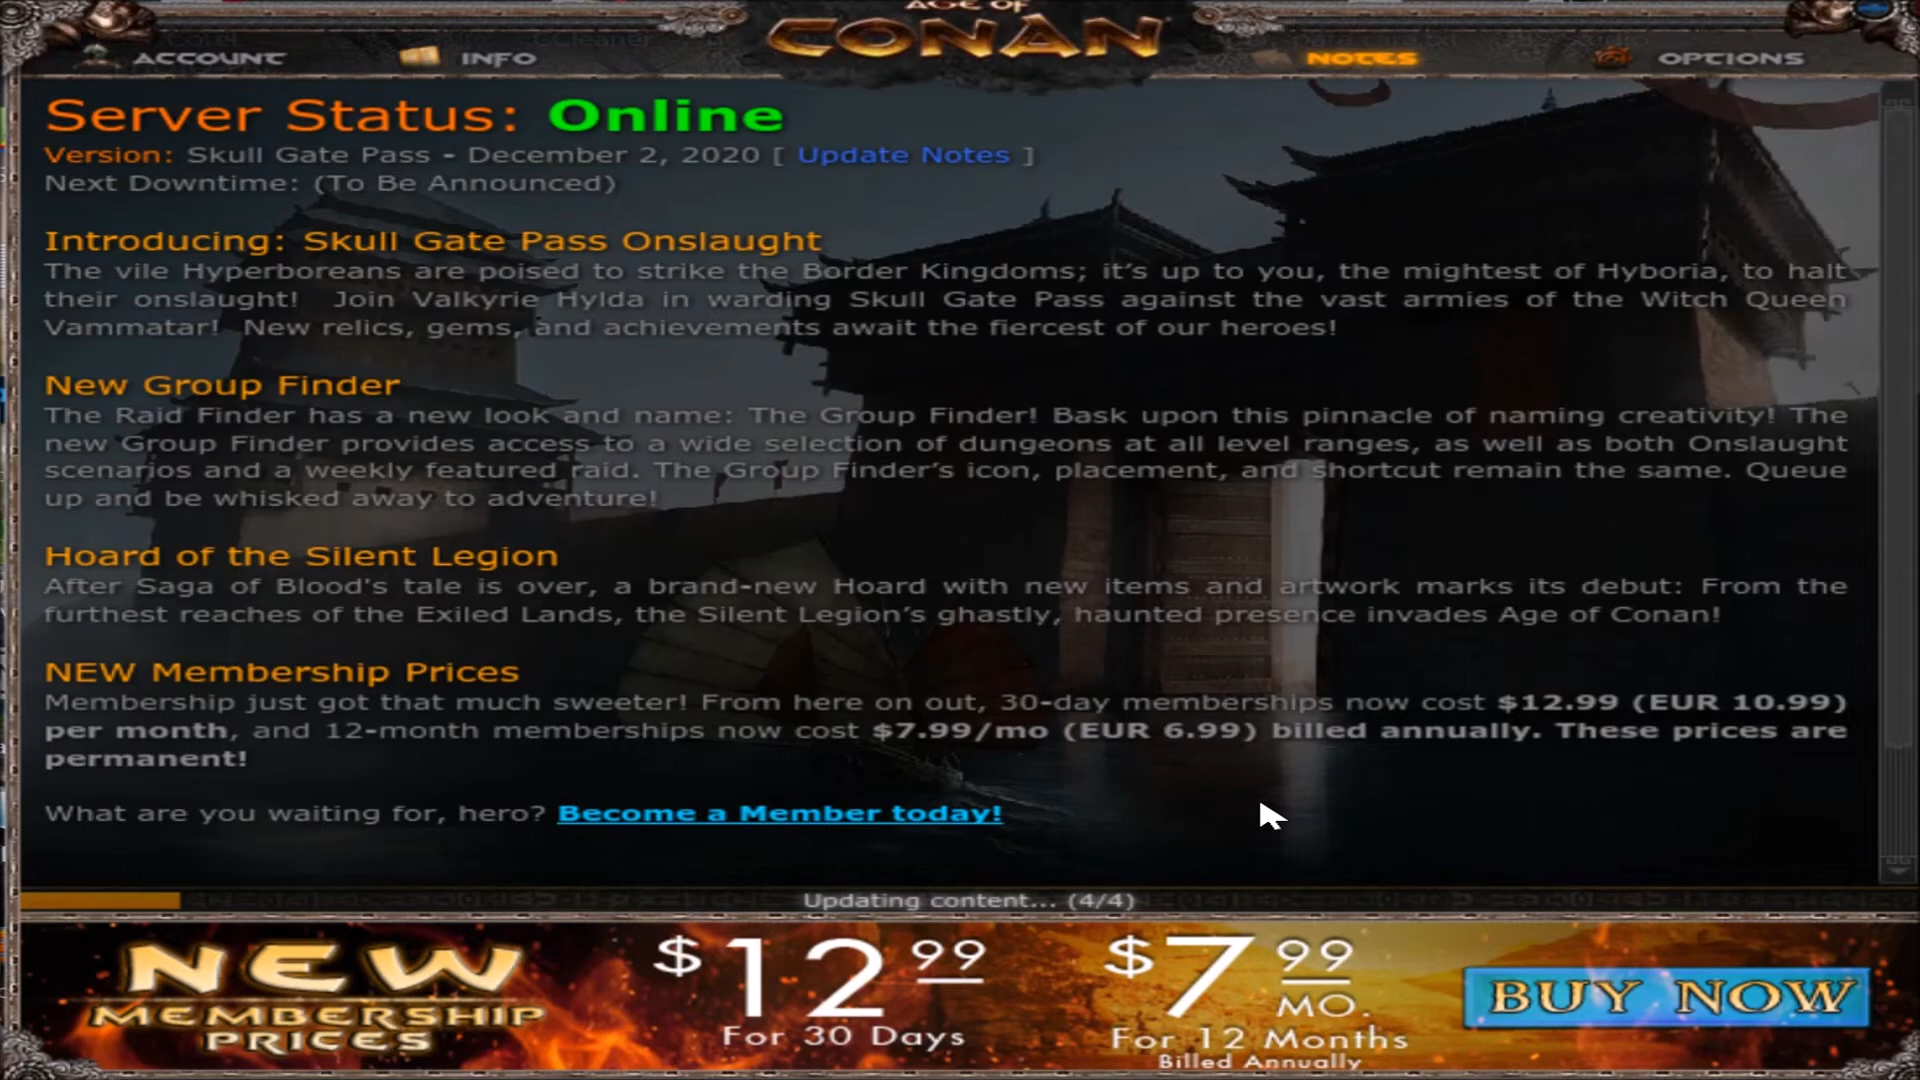 AGE OF
CONAN
ACCOUNT
INFO
NOTES
OPTIONS
Server Status: Online
Version: Skull Gate Pass - December 2, 2020 [ Update Notes ]
Next Downtime: (To Be Announced)
Introducing: Skull Gate Pass Onslaught
The vile Hyperboreans are poised to strike the Border Kingdoms; it's up to you, the mightest of Hyboria, to halt
their onslaught! Join Valkyrie Hylda in warding Skull Gate Pass against the vast armies of the Witch Queen
Vammatar! New relics, gems, and achievements await the fiercest of our heroes!
New Group Finder
The Raid Finder has a new look and name: The Group Finder! Bask upon this pinnacle of naming creativity! The
new Group Finder provides access to a wide selection of dungeons at all level ranges, as well as both Onslaught
scenarios and a weekly featured raid. The Group Finder's icon, placement, and shortcut remain the same. Queue
up and be whisked away to adventure!
Hoard of the Silent Legion
After Saga of Blood's tale is over, a brand-new Hoard with new items and artwork marks its debut: From the
furthest reaches of the Exiled Lands, the Silent Legion's ghastly, haunted presence invades Age of Conan!
NEW Membership Prices
Membership just got that much sweeter! From here on out, 30-day memberships now cost $12.99 (EUR 10.99)
per month, and 12-month memberships now cost $7.99/mo (EUR 6.99) billed annually. These prices are
permanent!
What are you waiting for, hero? Become a Member today!
Updating content... (4/4)
NEW
MEMBERSHIP
PRICES
$12 99
For 30 Days
$7 99
MO.
For 12 Months
Billed Annually
BUY NOW